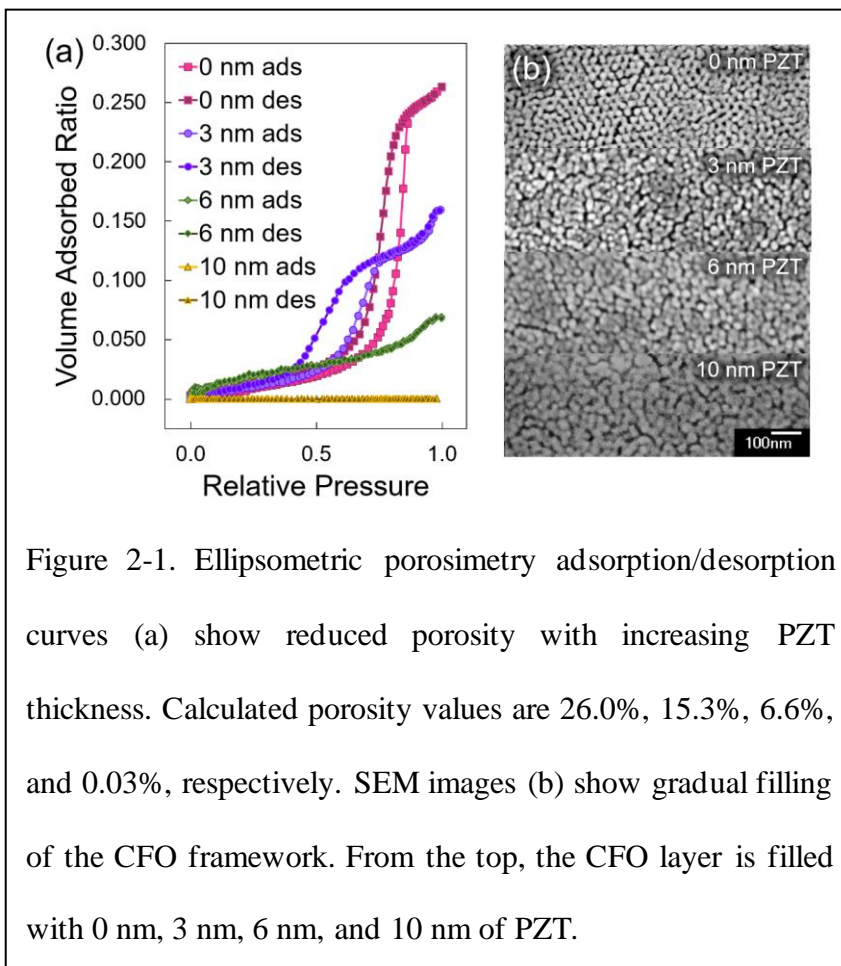 (a)
0.300
0.250
0.200
0.150
0.100
0.050
0.000
Volume Adsorbed Ratio
0 nm ads
0 nm des
3 nm ads
3 nm des
6 nm ads
6 nm des
10 nm ads
10 nm des
0.0 0.5 1.0
Relative Pressure
(b)
0 nm PZT
3 nm PZT
6 nm PZT
10 nm PZT
100nm
Figure 2-1. Ellipsometric porosimetry adsorption/desorption
curves (a) show reduced porosity with increasing PZT
thickness. Calculated porosity values are 26.0%, 15.3%, 6.6%,
and 0.03%, respectively. SEM images (b) show gradual filling
of the CFO framework. From the top, the CFO layer is filled
with 0 nm, 3 nm, 6 nm, and 10 nm of PZT.